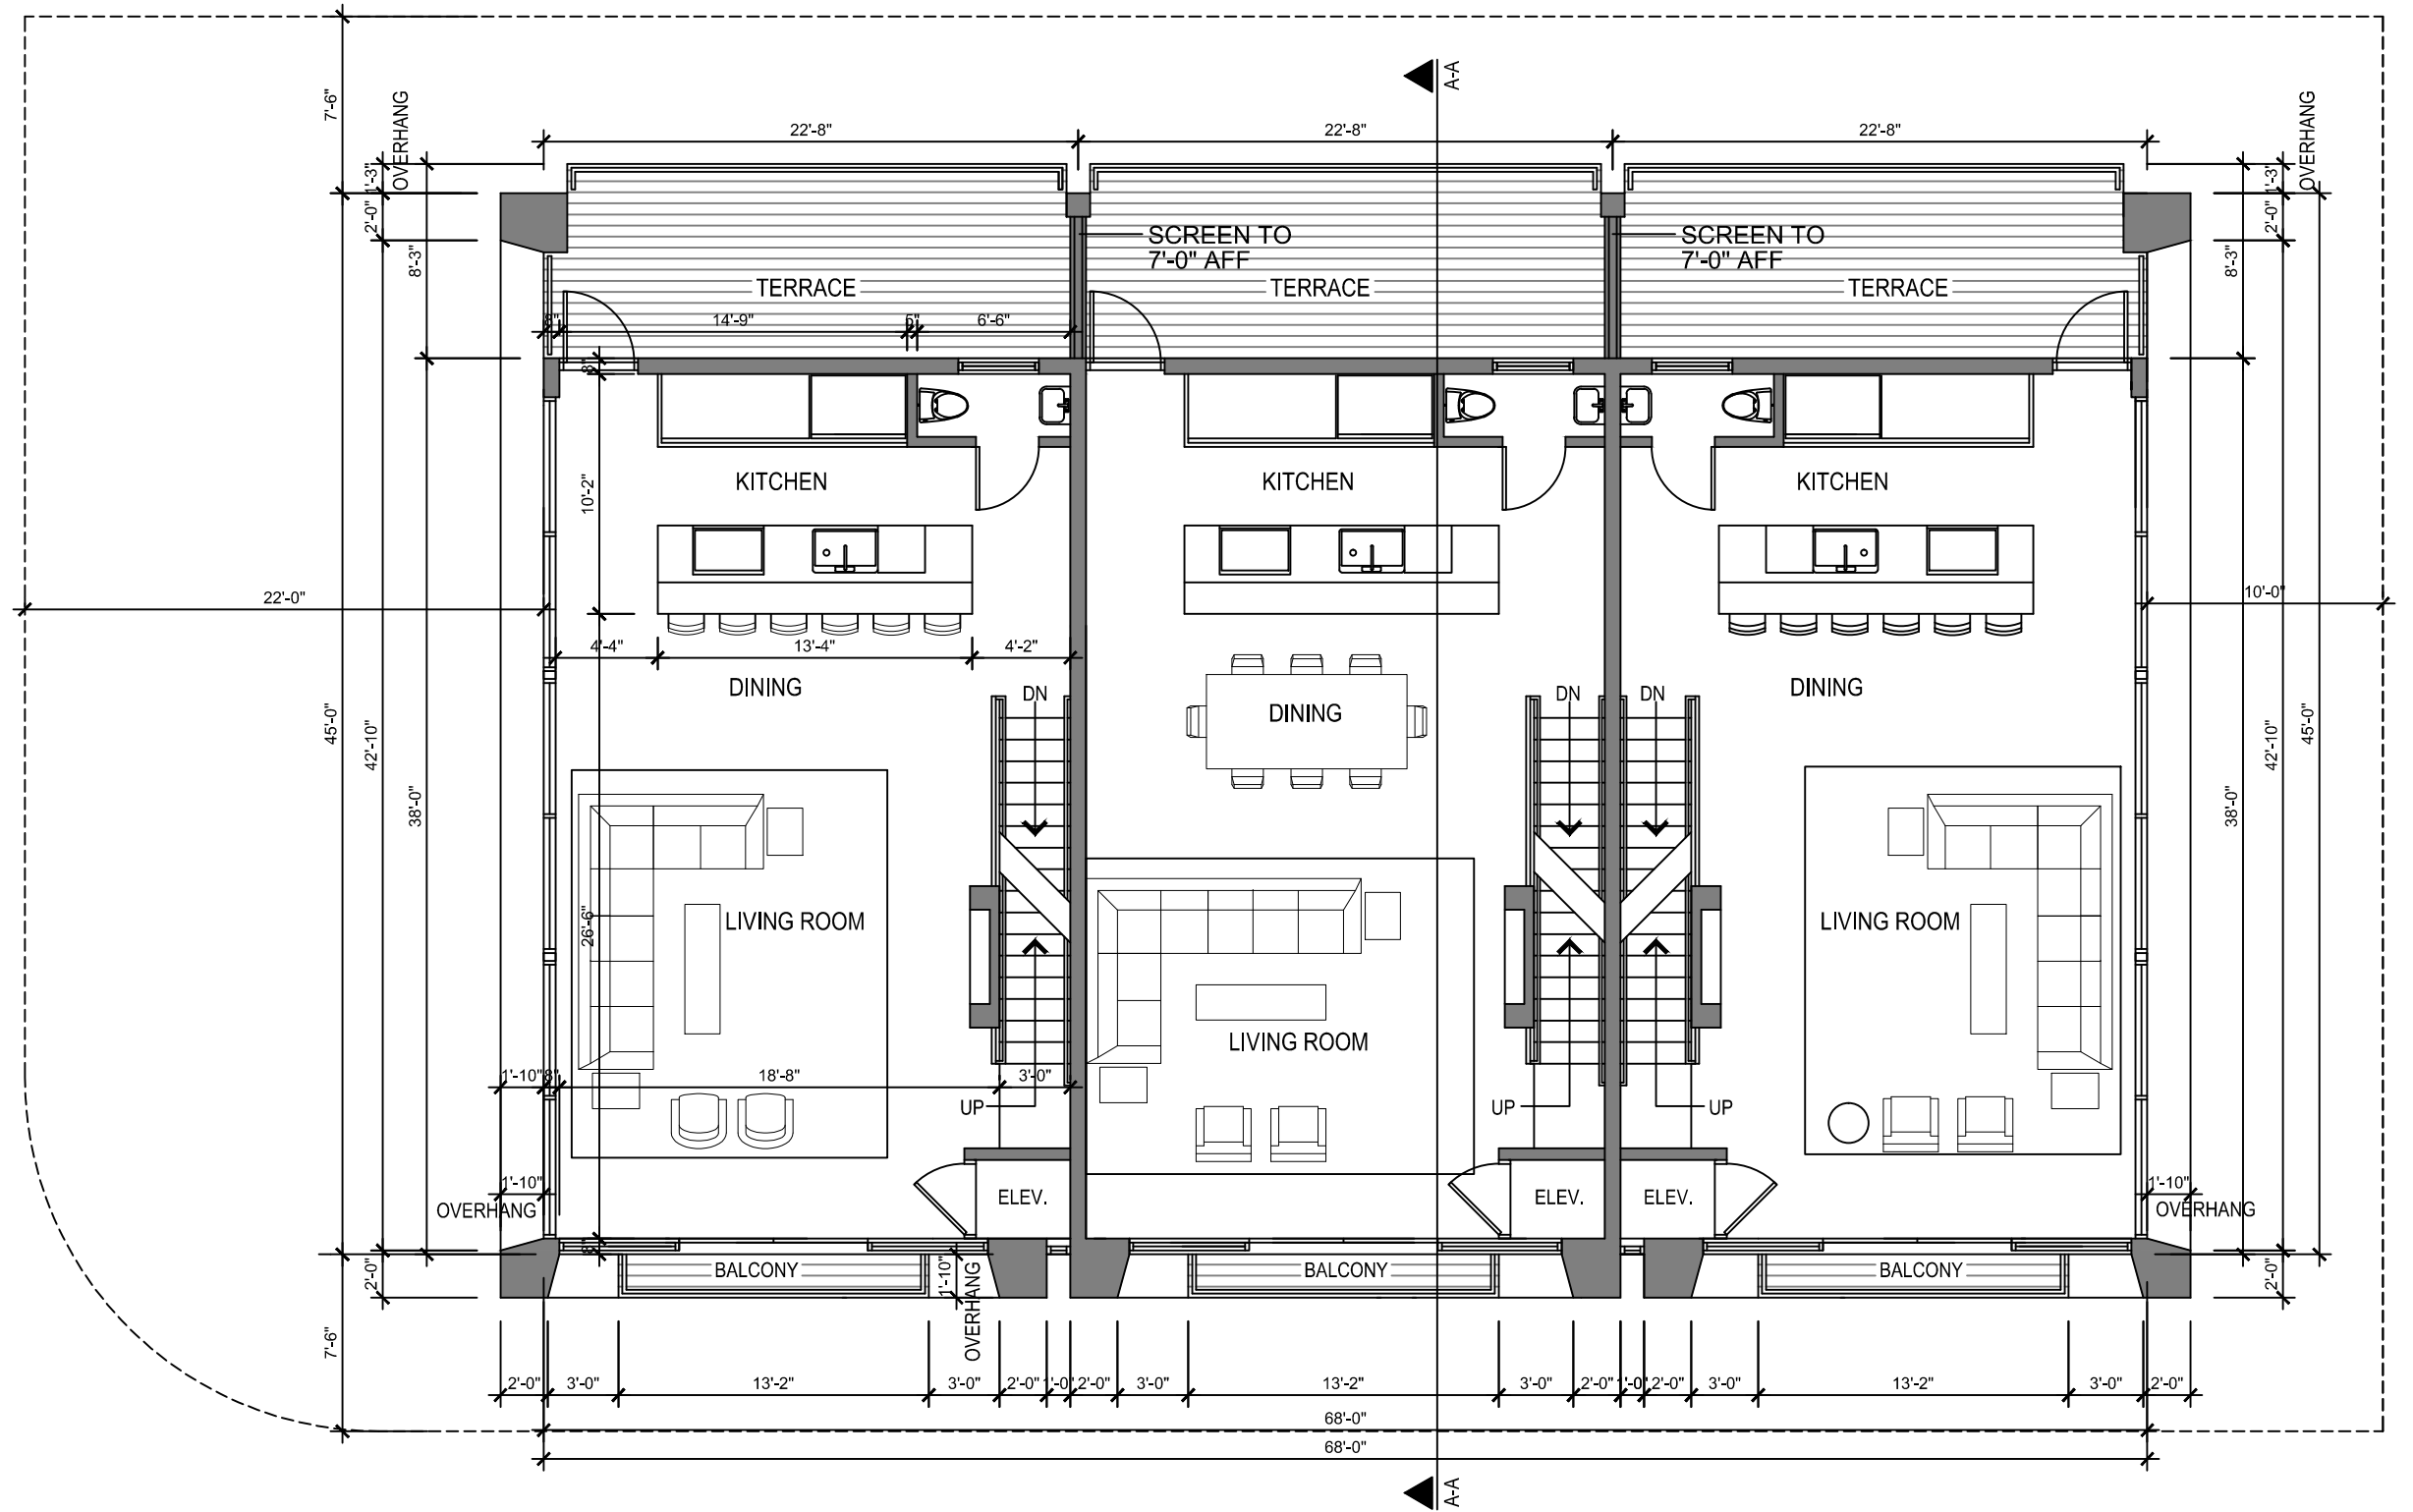 A-A
7'-6"
OVERHANG
OVERHANG
22'-8"
22'-8"
22'-8"
1'-3"
1'-3"
2'-0"
2'-0"
SCREEN TO
7'-0" AFF
SCREEN TO
7'-0" AFF
8'-3"
8'-3"
TERRACE
TERRACE
TERRACE
8"
14'-9"
5"
6'-6"
8"
KITCHEN
KITCHEN
KITCHEN
10'-2"
22'-0"
10'-0"
4'-4"
13'-4"
4'-2"
DINING
DINING
DINING
DN
DN
DN
45'-0"
42'-10"
38'-0"
38'-0"
42'-10"
45'-0"
26'-6"
LIVING ROOM
LIVING ROOM
LIVING ROOM
1'-10"
8"
18'-8"
3'-0"
UP
UP
UP
1'-10"
OVERHANG
ELEV.
ELEV.
ELEV.
1'-10"
OVERHANG
8"
2'-0"
BALCONY
1'-10"
OVERHANG
BALCONY
BALCONY
2'-0"
7'-6"
2'-0"
3'-0"
13'-2"
3'-0"
2'-0"
1'-0"
2'-0"
3'-0"
13'-2"
3'-0"
2'-0"
1'-0"
2'-0"
3'-0"
13'-2"
3'-0"
2'-0"
68'-0"
68'-0"
A-A